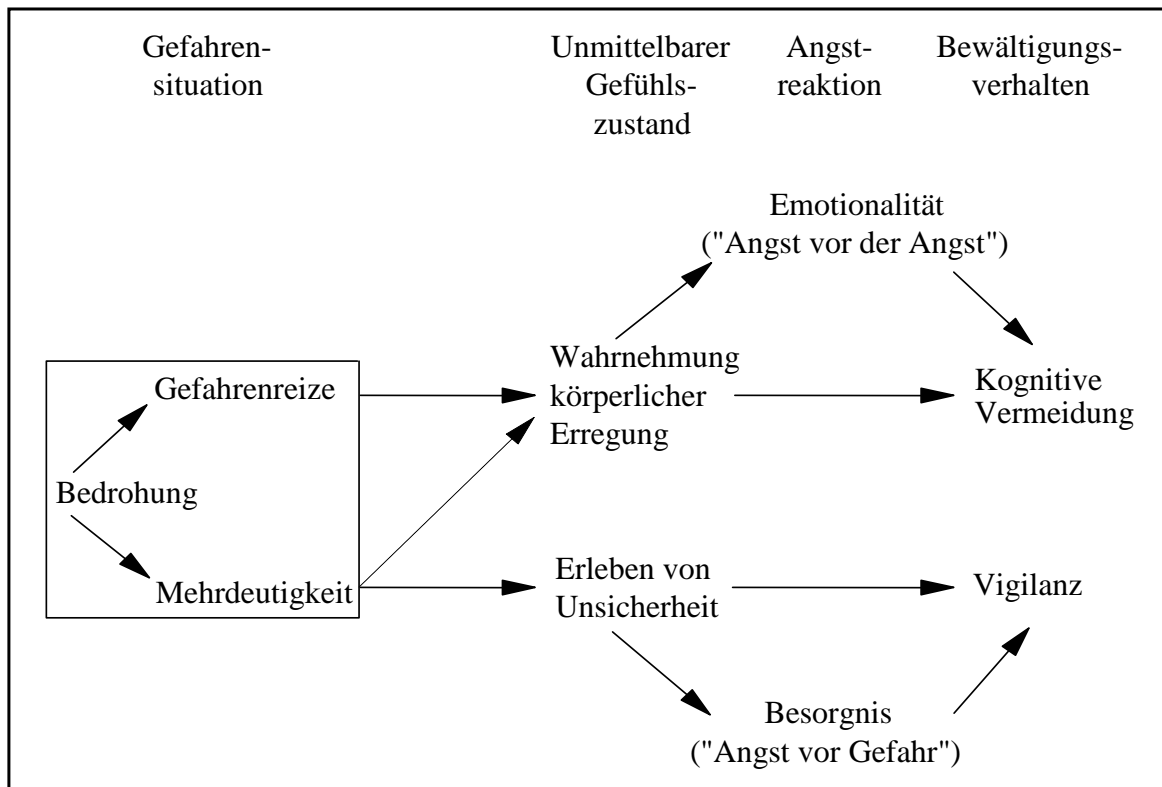 Gefahren-
situation
Unmittelbarer
Gefühls-
zustand
Angst-
reaktion
Bewältigungs-
verhalten
Emotionalität
("Angst vor der Angst")
Gefahrenreize
Wahrnehmung
körperlicher
Erregung
Kognitive
Vermeidung
Bedrohung
Mehrdeutigkeit
Erleben von
Unsicherheit
Vigilanz
Besorgnis
("Angst vor Gefahr")